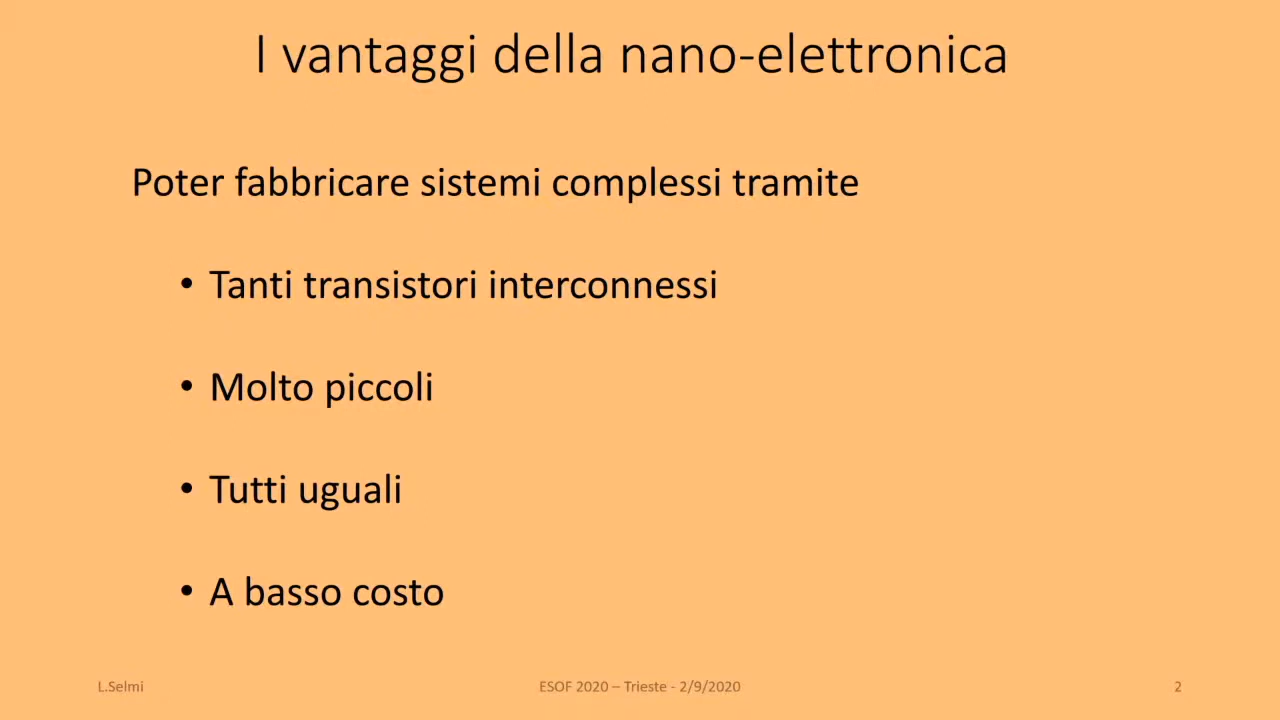 I vantaggi della nano-elettronica
Poter fabbricare sistemi complessi tramite
• Tanti transistori interconnessi
• Molto piccoli
• Tutti uguali
• A basso costo
L.Selmi
ESOF 2020 – Trieste - 2/9/2020
2